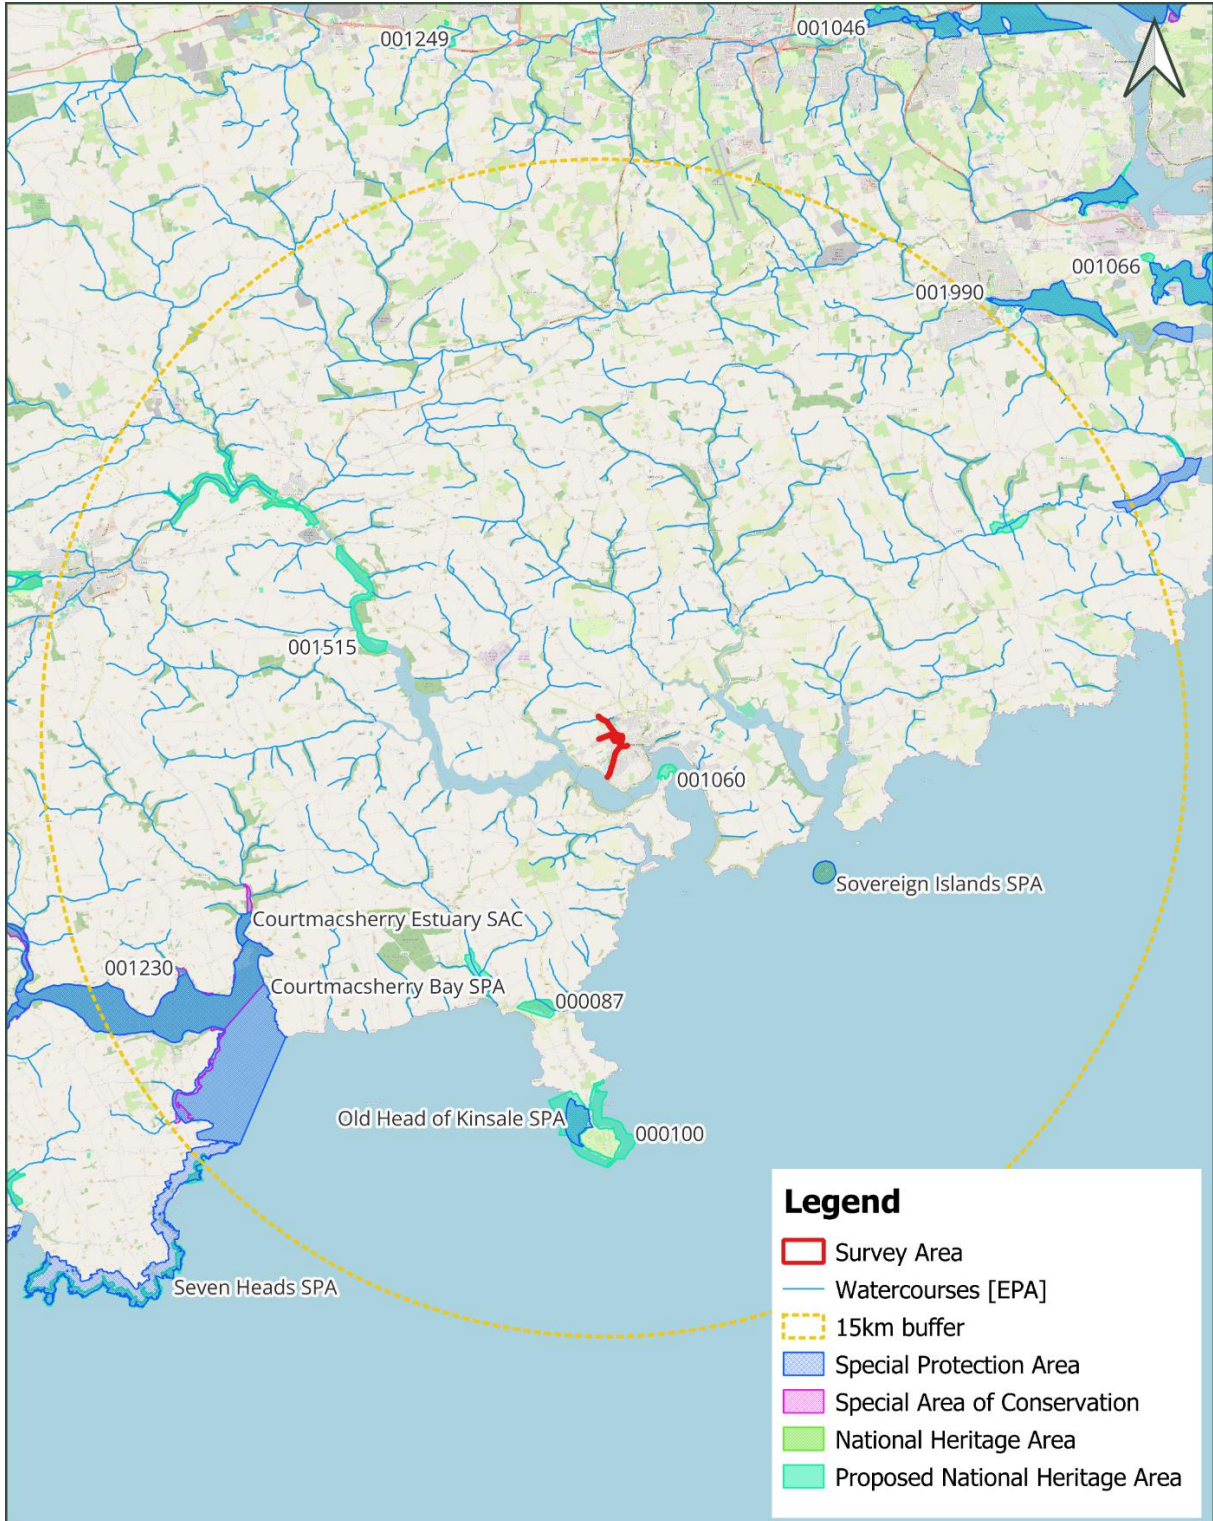 001249
001046
001066
001990
001515
001060
Sovereign Islands SPA
Courtmacsherry Estuary SAC
001230
Courtmacsherry Bay SPA
000087
Old Head of Kinsale SPA
000100
Seven Heads SPA
Legend
Survey Area
Watercourses [EPA]
15km buffer
Special Protection Area
Special Area of Conservation
National Heritage Area
Proposed National Heritage Area